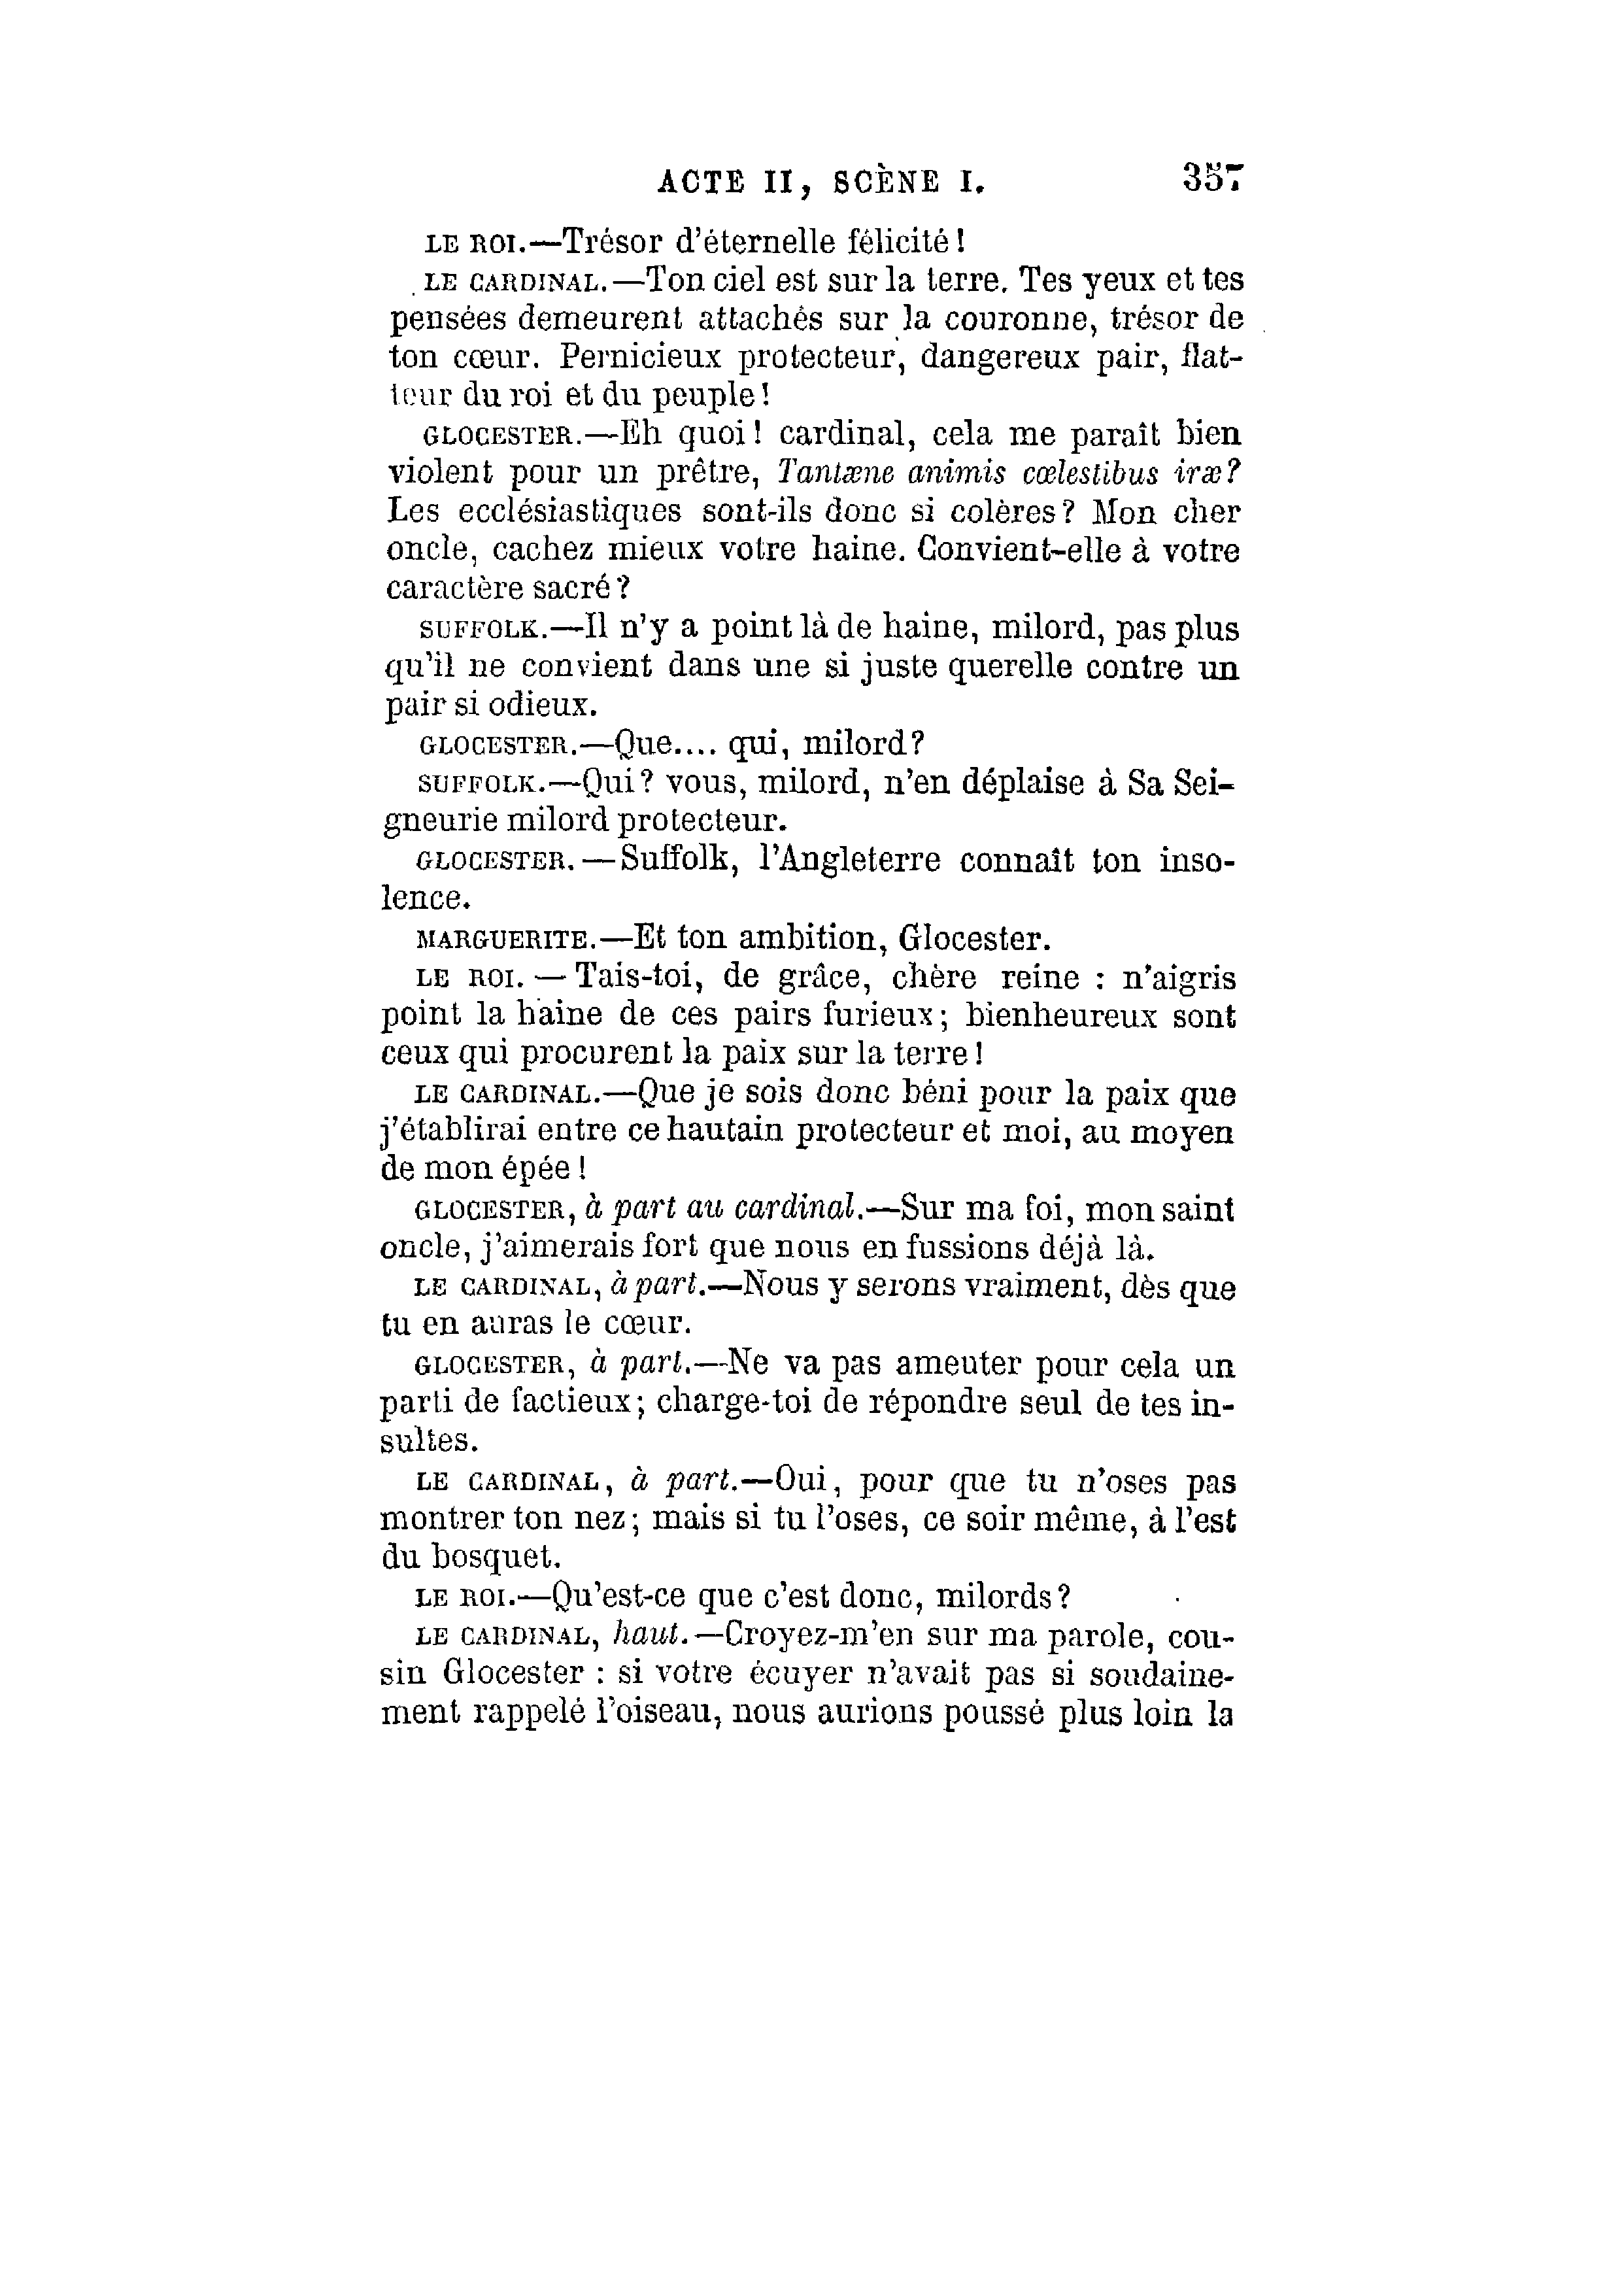 ACTE II, SCÈNE I. 357
LE ROI.—Trésor d'éternelle félicité!
LE CARDINAL.—Ton ciel est sur la terre. Tes yeux et tes
pensées demeurent attachés sur la couronne, trésor de
ton cœur. Pernicieux protecteur, dangereux pair, flat-
teur du roi et du peuple!
GLOCESTER.—Eh quoi! cardinal, cela me paraît bien
violent pour un prêtre, Tantæne animis cœlestibus iræ?
Les ecclésiastiques sont-ils donc si colères? Mon cher
oncle, cachez mieux votre haine. Convient-elle à votre
caractère sacré?
SUFFOLK.—Il n'y a point là de haine, milord, pas plus
qu'il ne convient dans une si juste querelle contre un
pair si odieux.
GLOCESTER.—Que.... qui, milord?
SUFFOLK.—Qui? vous, milord, n'en déplaise à Sa Sei-
gneurie milord protecteur.
GLOCESTER.—Suffolk, l'Angleterre connaît ton inso-
lence.
MARGUERITE.—Et ton ambition, Glocester.
LE ROI.—Tais-toi, de grâce, chère reine : n'aigris
point la haine de ces pairs furieux; bienheureux sont
ceux qui procurent la paix sur la terre!
LE CARDINAL.—Que je sois donc béni pour la paix que
j'établirai entre ce hautain protecteur et moi, au moyen
de mon épée!
GLOCESTER, à part au cardinal.—Sur ma foi, mon saint
oncle, j'aimerais fort que nous en fussions déjà là.
LE CARDINAL, à part.—Nous y serons vraiment, dès que
tu en auras le cœur.
GLOCESTER, à part.—Ne va pas ameuter pour cela un
parti de factieux; charge-toi de répondre seul de tes in-
sultes.
LE CARDINAL, à part.—Oui, pour que tu n'oses pas
montrer ton nez; mais si tu l'oses, ce soir même, à l'est
du bosquet.
LE ROI.—Qu'est-ce que c'est donc, milords?
LE CARDINAL, haut.—Croyez-m'en sur ma parole, cou-
sin Glocester : si votre écuyer n'avait pas si soudaine-
ment rappelé l'oiseau, nous aurions poussé plus loin la